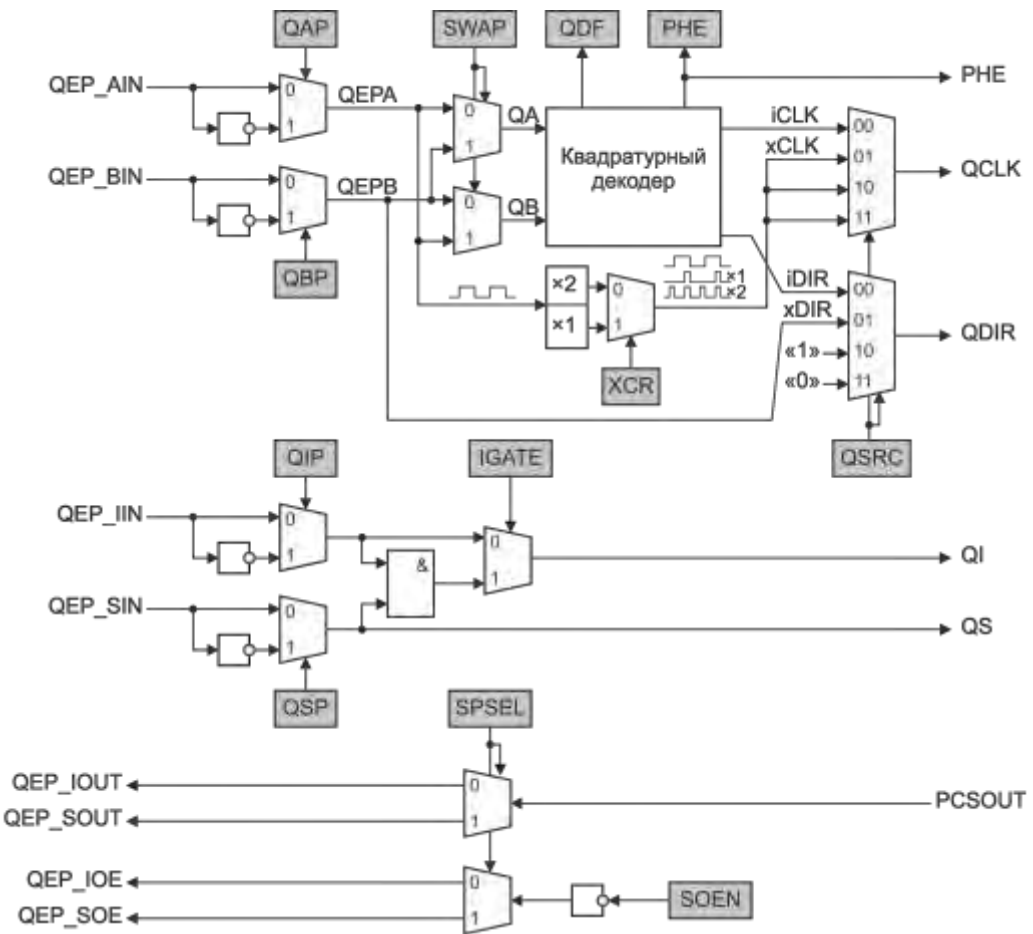 QAP SWAP QDF PHE
PHE
QEP_AIN
0
1
QEPA
0
1
QA
Квадратурный
декодер
iCLK
xCLK
00
01
10
11
QCLK
QEP_BIN
0
1
QEPB
0
1
QB
QBP
×2
×1
0
1
×1
×2
XCR
iDIR
xDIR
«1»
«0»
00
01
10
11
QDIR
QSRC
QIP IGATE
QEP_IIN
0
1
&
0
1
QI
QEP_SIN
0
1
QS
QSP SPSEL
QEP_IOUT
QEP_SOUT
0
1
PCSOUT
QEP_IOE
QEP_SOE
0
1
SOEN